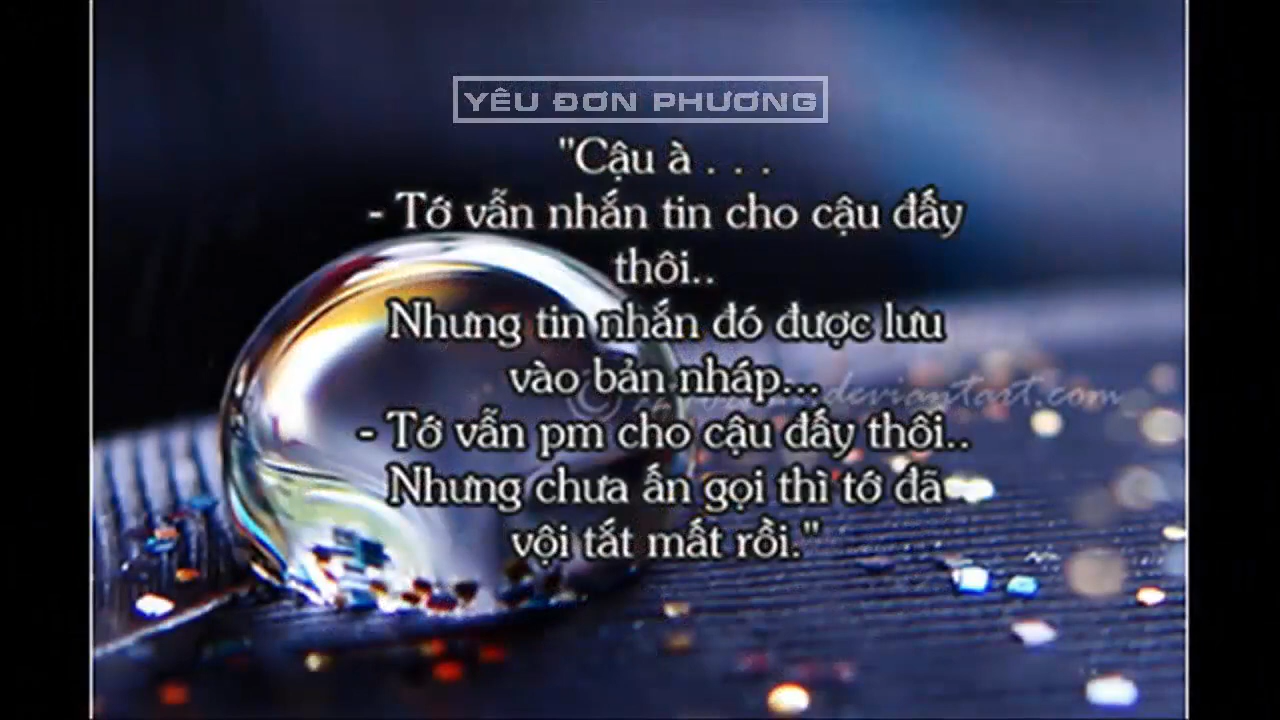 YÊU ĐƠN PHƯƠNG
"Cậu à . . .
- Tớ vẫn nhắn tin cho cậu đấy
thôi..
Nhưng tin nhắn đó được lưu
vào bản nháp...
deviantart.com
- Tớ vẫn pm cho cậu đấy thôi..
Nhưng chưa ấn gọi thì tớ đã
vội tắt mất rồi."